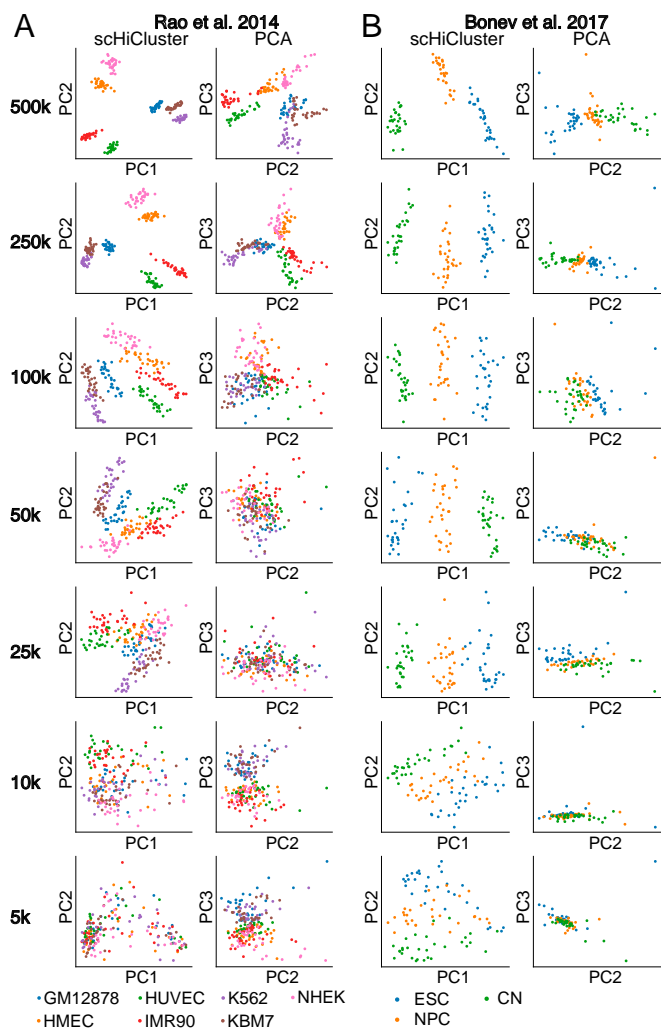 A Rao et al. 2014 B Bonev et al. 2017
scHiCluster PCA scHiCluster PCA
500k PC2 PC3 PC2 PC3
PC1 PC2 PC1 PC2
250k PC2 PC3 PC2 PC3
PC1 PC2 PC1 PC2
100k PC2 PC3 PC2 PC3
PC1 PC2 PC1 PC2
50k PC2 PC3 PC2 PC3
PC1 PC2 PC1 PC2
25k PC2 PC3 PC2 PC3
PC1 PC2 PC1 PC2
10k PC2 PC3 PC2 PC3
PC1 PC2 PC1 PC2
5k PC2 PC3 PC2 PC3
PC1 PC2 PC1 PC2
GM12878 HUVEC K562 NHEK ESC CN
HMEC IMR90 KBM7 NPC